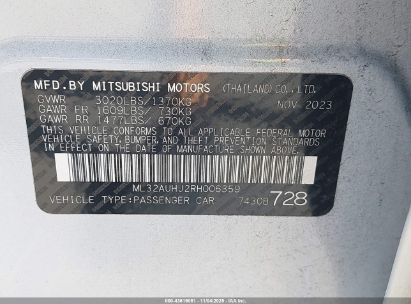 MFD.BY MITSUBISHI MOTORS (THAILAND)CO.,LTD.
GVWR 3020LBS/1370KG NOV 2023
GAWR FR 1609LBS/ 730KG
GAWR RR 1477LBS/ 670KG
THIS VEHICLE CONFORMS TO ALL APPLICABLE U.S. FEDERAL MOTOR
VEHICLE SAFETY, BUMPER AND THEFT PREVENTION STANDARDS IN
EFFECT ON THE DATE OF MANUFACTURE SHOWN ABOVE.
ML32AUHJ2RH006359
VEHICLE TYPE:PASSENGER CAR 74308 728